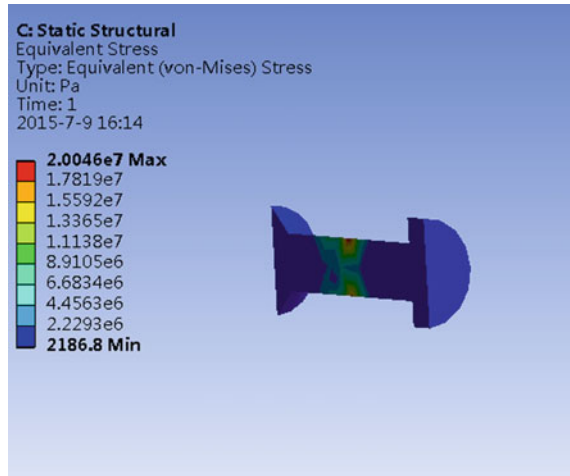 C: Static Structural
Equivalent Stress
Type: Equivalent (von-Mises) Stress
Unit: Pa
Time: 1
2015-7-9 16:14
2.0046e7 Max
1.7819e7
1.5592e7
1.3365e7
1.1138e7
8.9105e6
6.6834e6
4.4563e6
2.2293e6
2186.8 Min